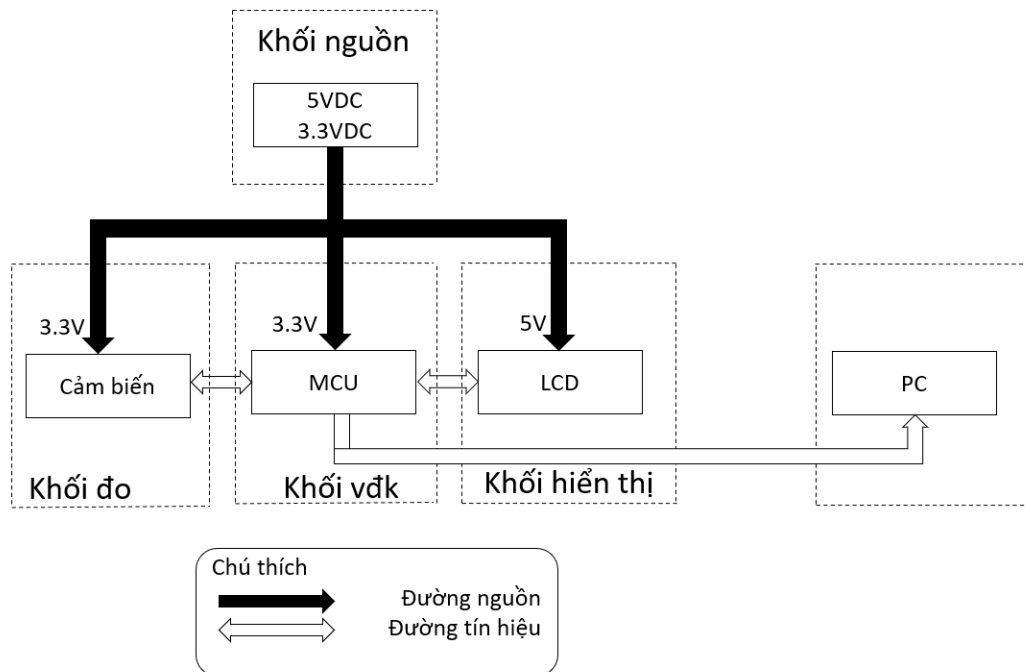 Khối nguồn
5VDC
3.3VDC
3.3V
3.3V
5V
Cảm biến
MCU
LCD
PC
Khối đo
Khối vđk
Khối hiển thị
Chú thích
Đường nguồn
Đường tín hiệu